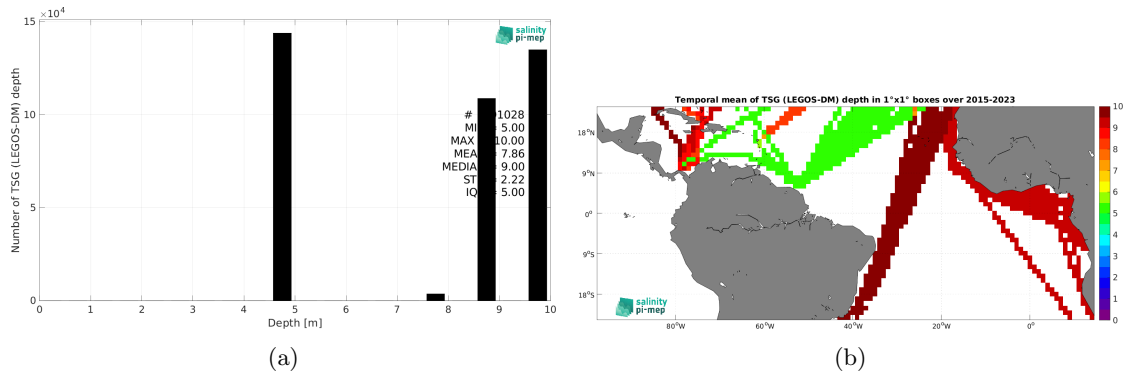 15 ×10⁴
10
5
0
Number of TSG (LEGOS-DM) depth
salinity
pi-mep
#
1028
MI
= 5.00
MAX
10.00
MEA
= 7.86
MEDIA
= 9.00
ST
2.22
IQ
= 5.00
0 1 2 3 4 5 6 7 8 9 10
Depth [m]
(a)
Temporal mean of TSG (LEGOS-DM) depth in 1°x1° boxes over 2015-2023
18°N
9°N
0°
9°S
18°S
80°W 60°W 40°W 20°W 0°
salinity
pi-mep
10
9
8
7
6
5
4
3
2
1
0
(b)